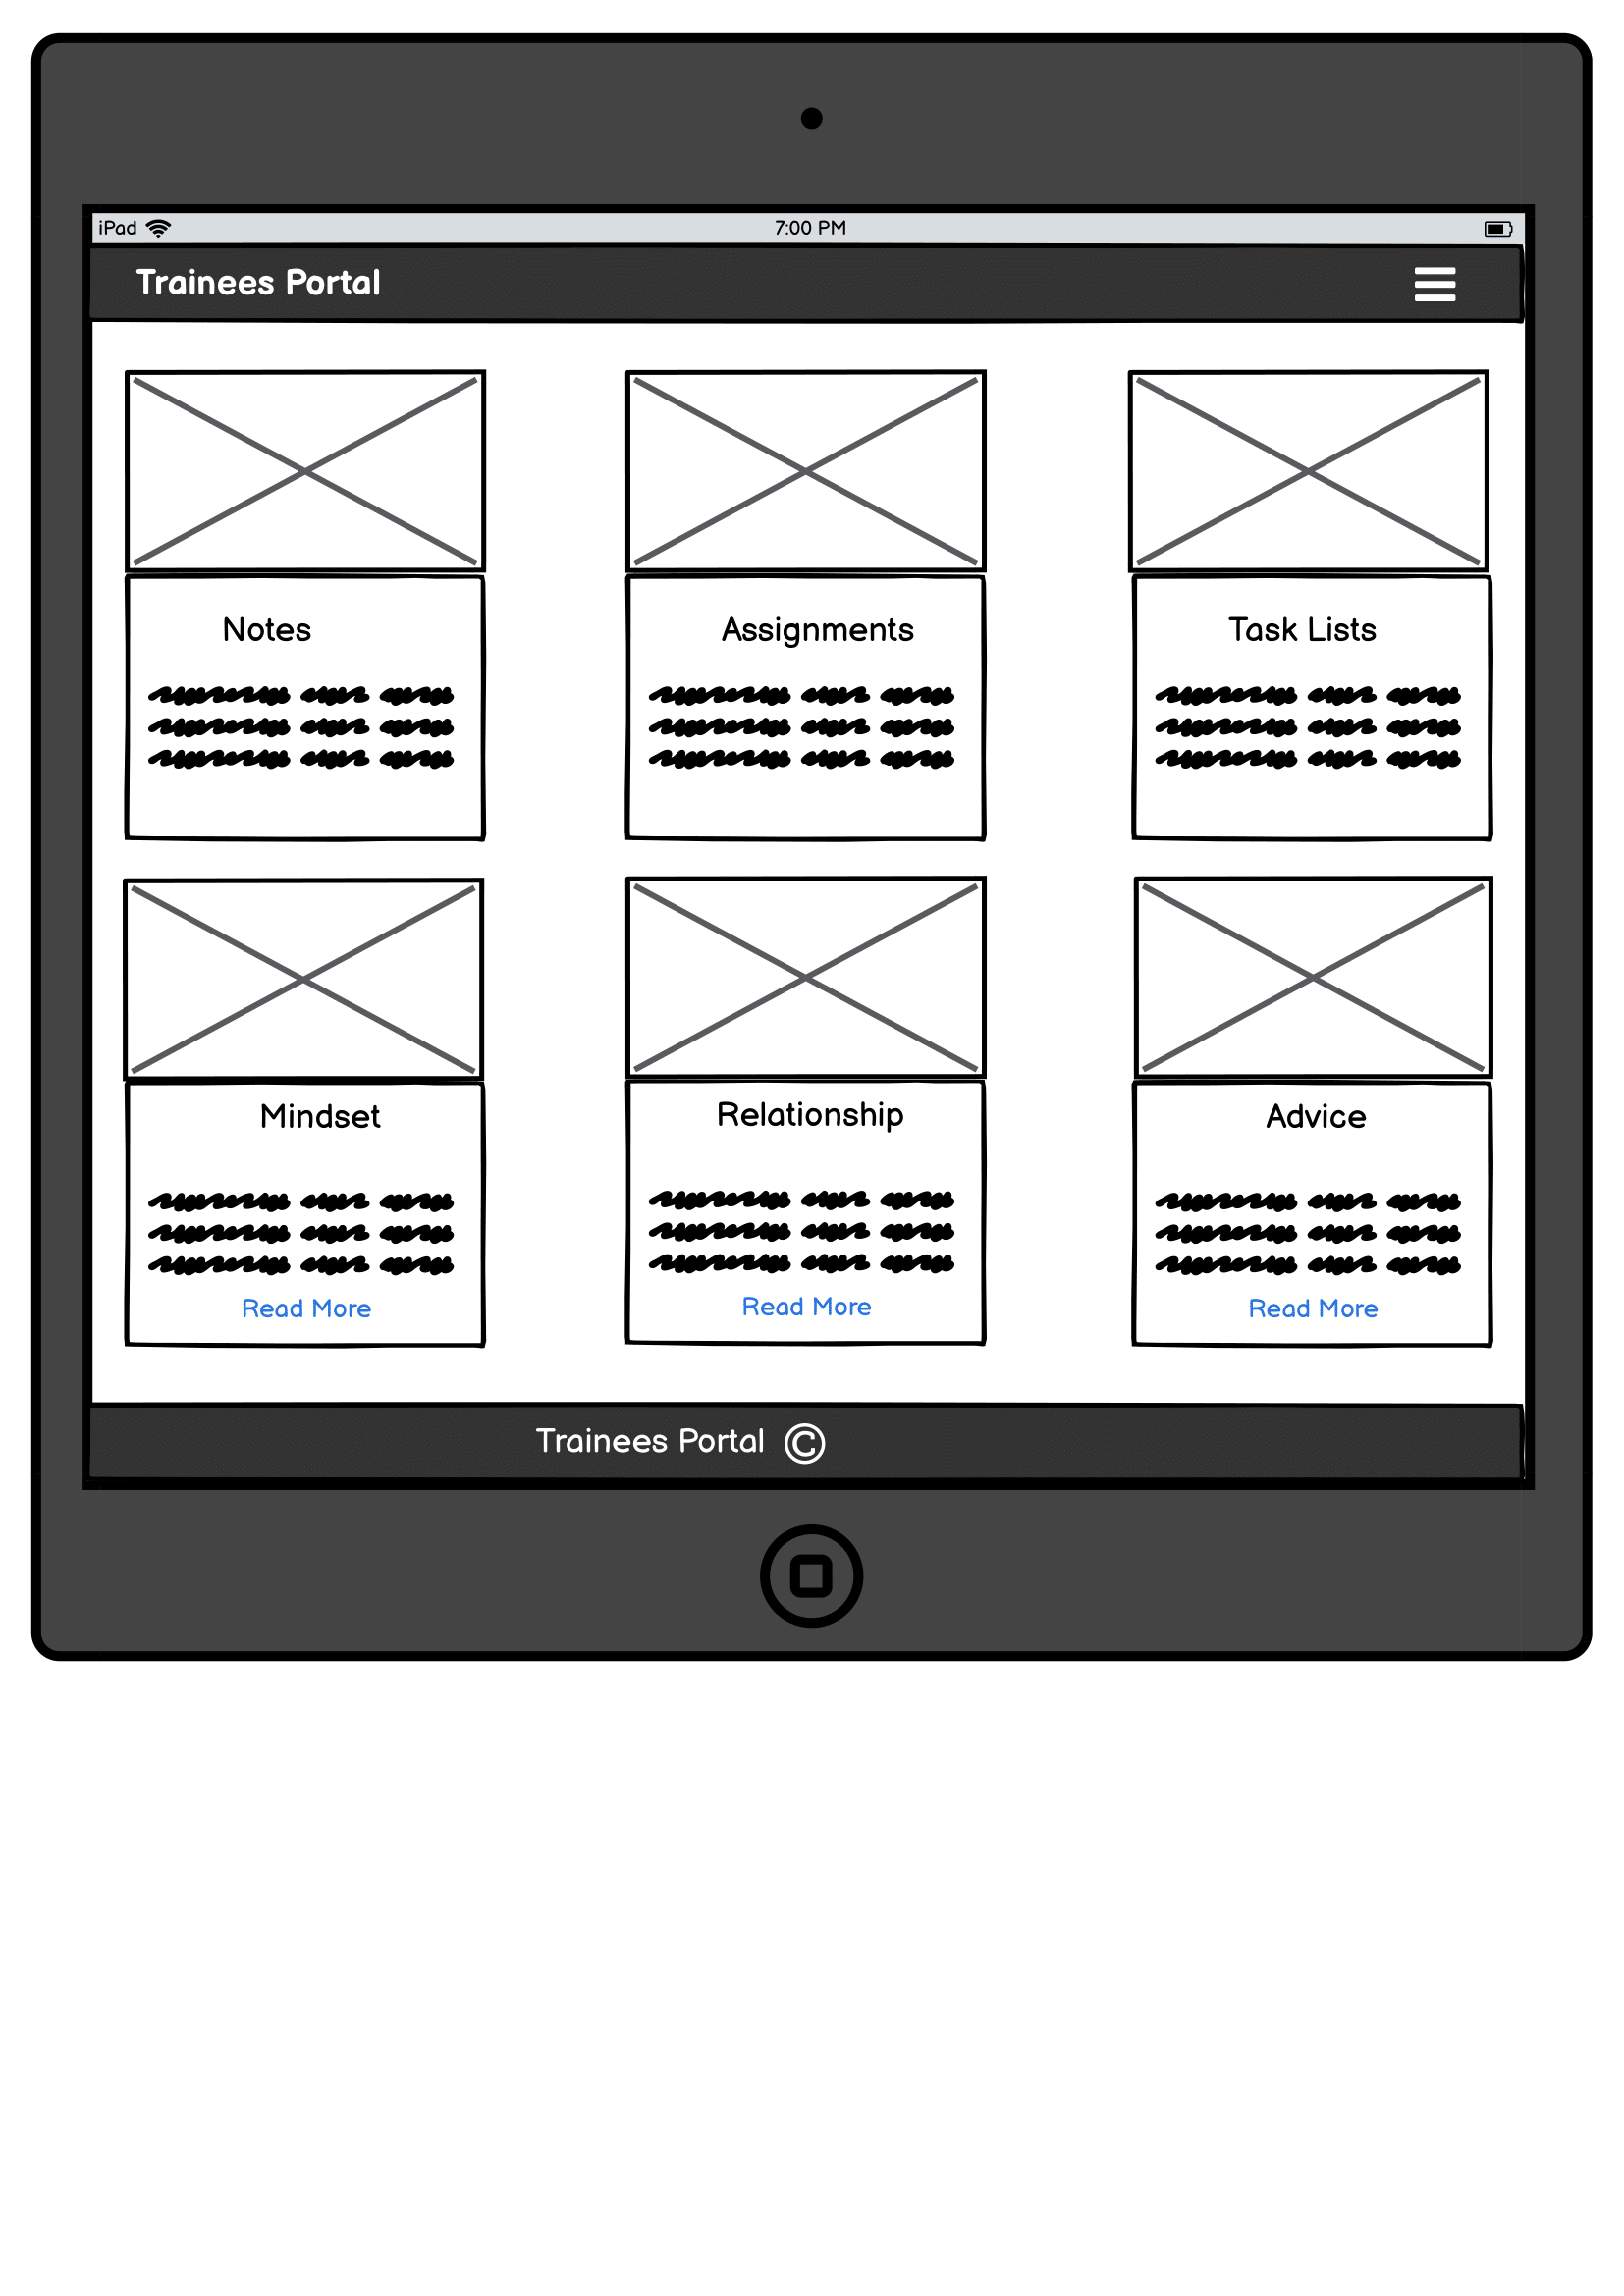 iPad 7:00 PM
Trainees Portal
Notes Assignments Task Lists
Mindset Relationship Advice
Read More Read More Read More
Trainees Portal ©